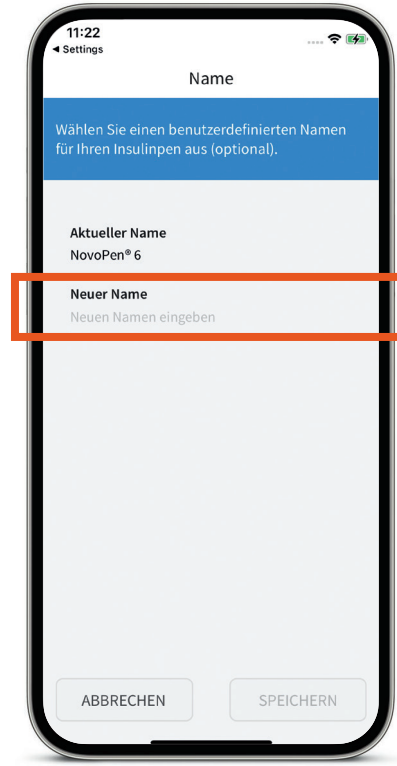 11:22
◀ Settings
Name
Wählen Sie einen benutzerdefinierten Namen
für Ihren Insulinpen aus (optional).
Aktueller Name
NovoPen® 6
Neuer Name
Neuen Namen eingeben
ABBRECHEN
SPEICHERN